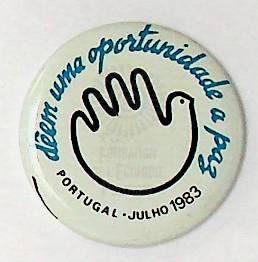 dêem uma oportunidade a paz
PORTUGAL · JULHO 1983